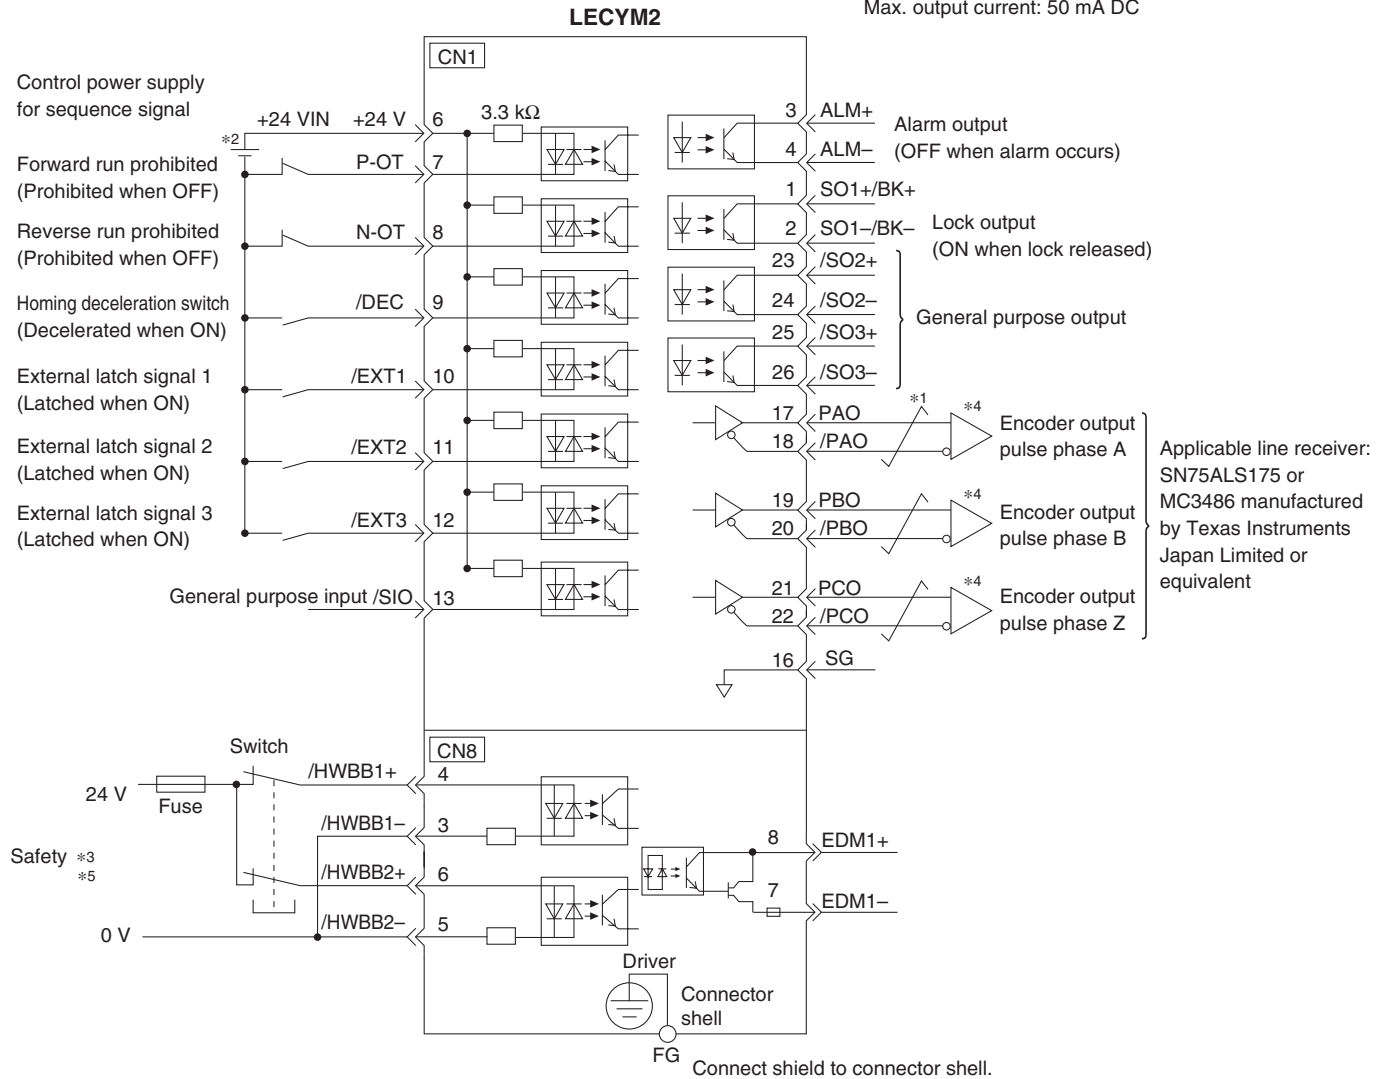 Max. output current: 50 mA DC
LECYM2
CN1
Control power supply
for sequence signal
+24 VIN +24 V 6 3.3 kΩ
*2
Forward run prohibited
(Prohibited when OFF)
P-OT 7
Reverse run prohibited
(Prohibited when OFF)
N-OT 8
Homing deceleration switch
(Decelerated when ON)
/DEC 9
External latch signal 1
(Latched when ON)
/EXT1 10
External latch signal 2
(Latched when ON)
/EXT2 11
External latch signal 3
(Latched when ON)
/EXT3 12
General purpose input /SIO 13
3 ALM+
4 ALM–
Alarm output
(OFF when alarm occurs)
1 SO1+/BK+
2 SO1–/BK–
Lock output
(ON when lock released)
23 /SO2+
24 /SO2–
25 /SO3+
26 /SO3–
General purpose output
*1
17 PAO
18 /PAO
*4
Encoder output
pulse phase A
19 PBO
20 /PBO
*4
Encoder output
pulse phase B
21 PCO
22 /PCO
*4
Encoder output
pulse phase Z
Applicable line receiver:
SN75ALS175 or
MC3486 manufactured
by Texas Instruments
Japan Limited or
equivalent
16 SG
CN8
Switch
24 V
Fuse
/HWBB1+ 4
/HWBB1– 3
Safety *3
*5
/HWBB2+ 6
/HWBB2– 5
0 V
8 EDM1+
7 EDM1–
Driver
Connector
shell
FG
Connect shield to connector shell.